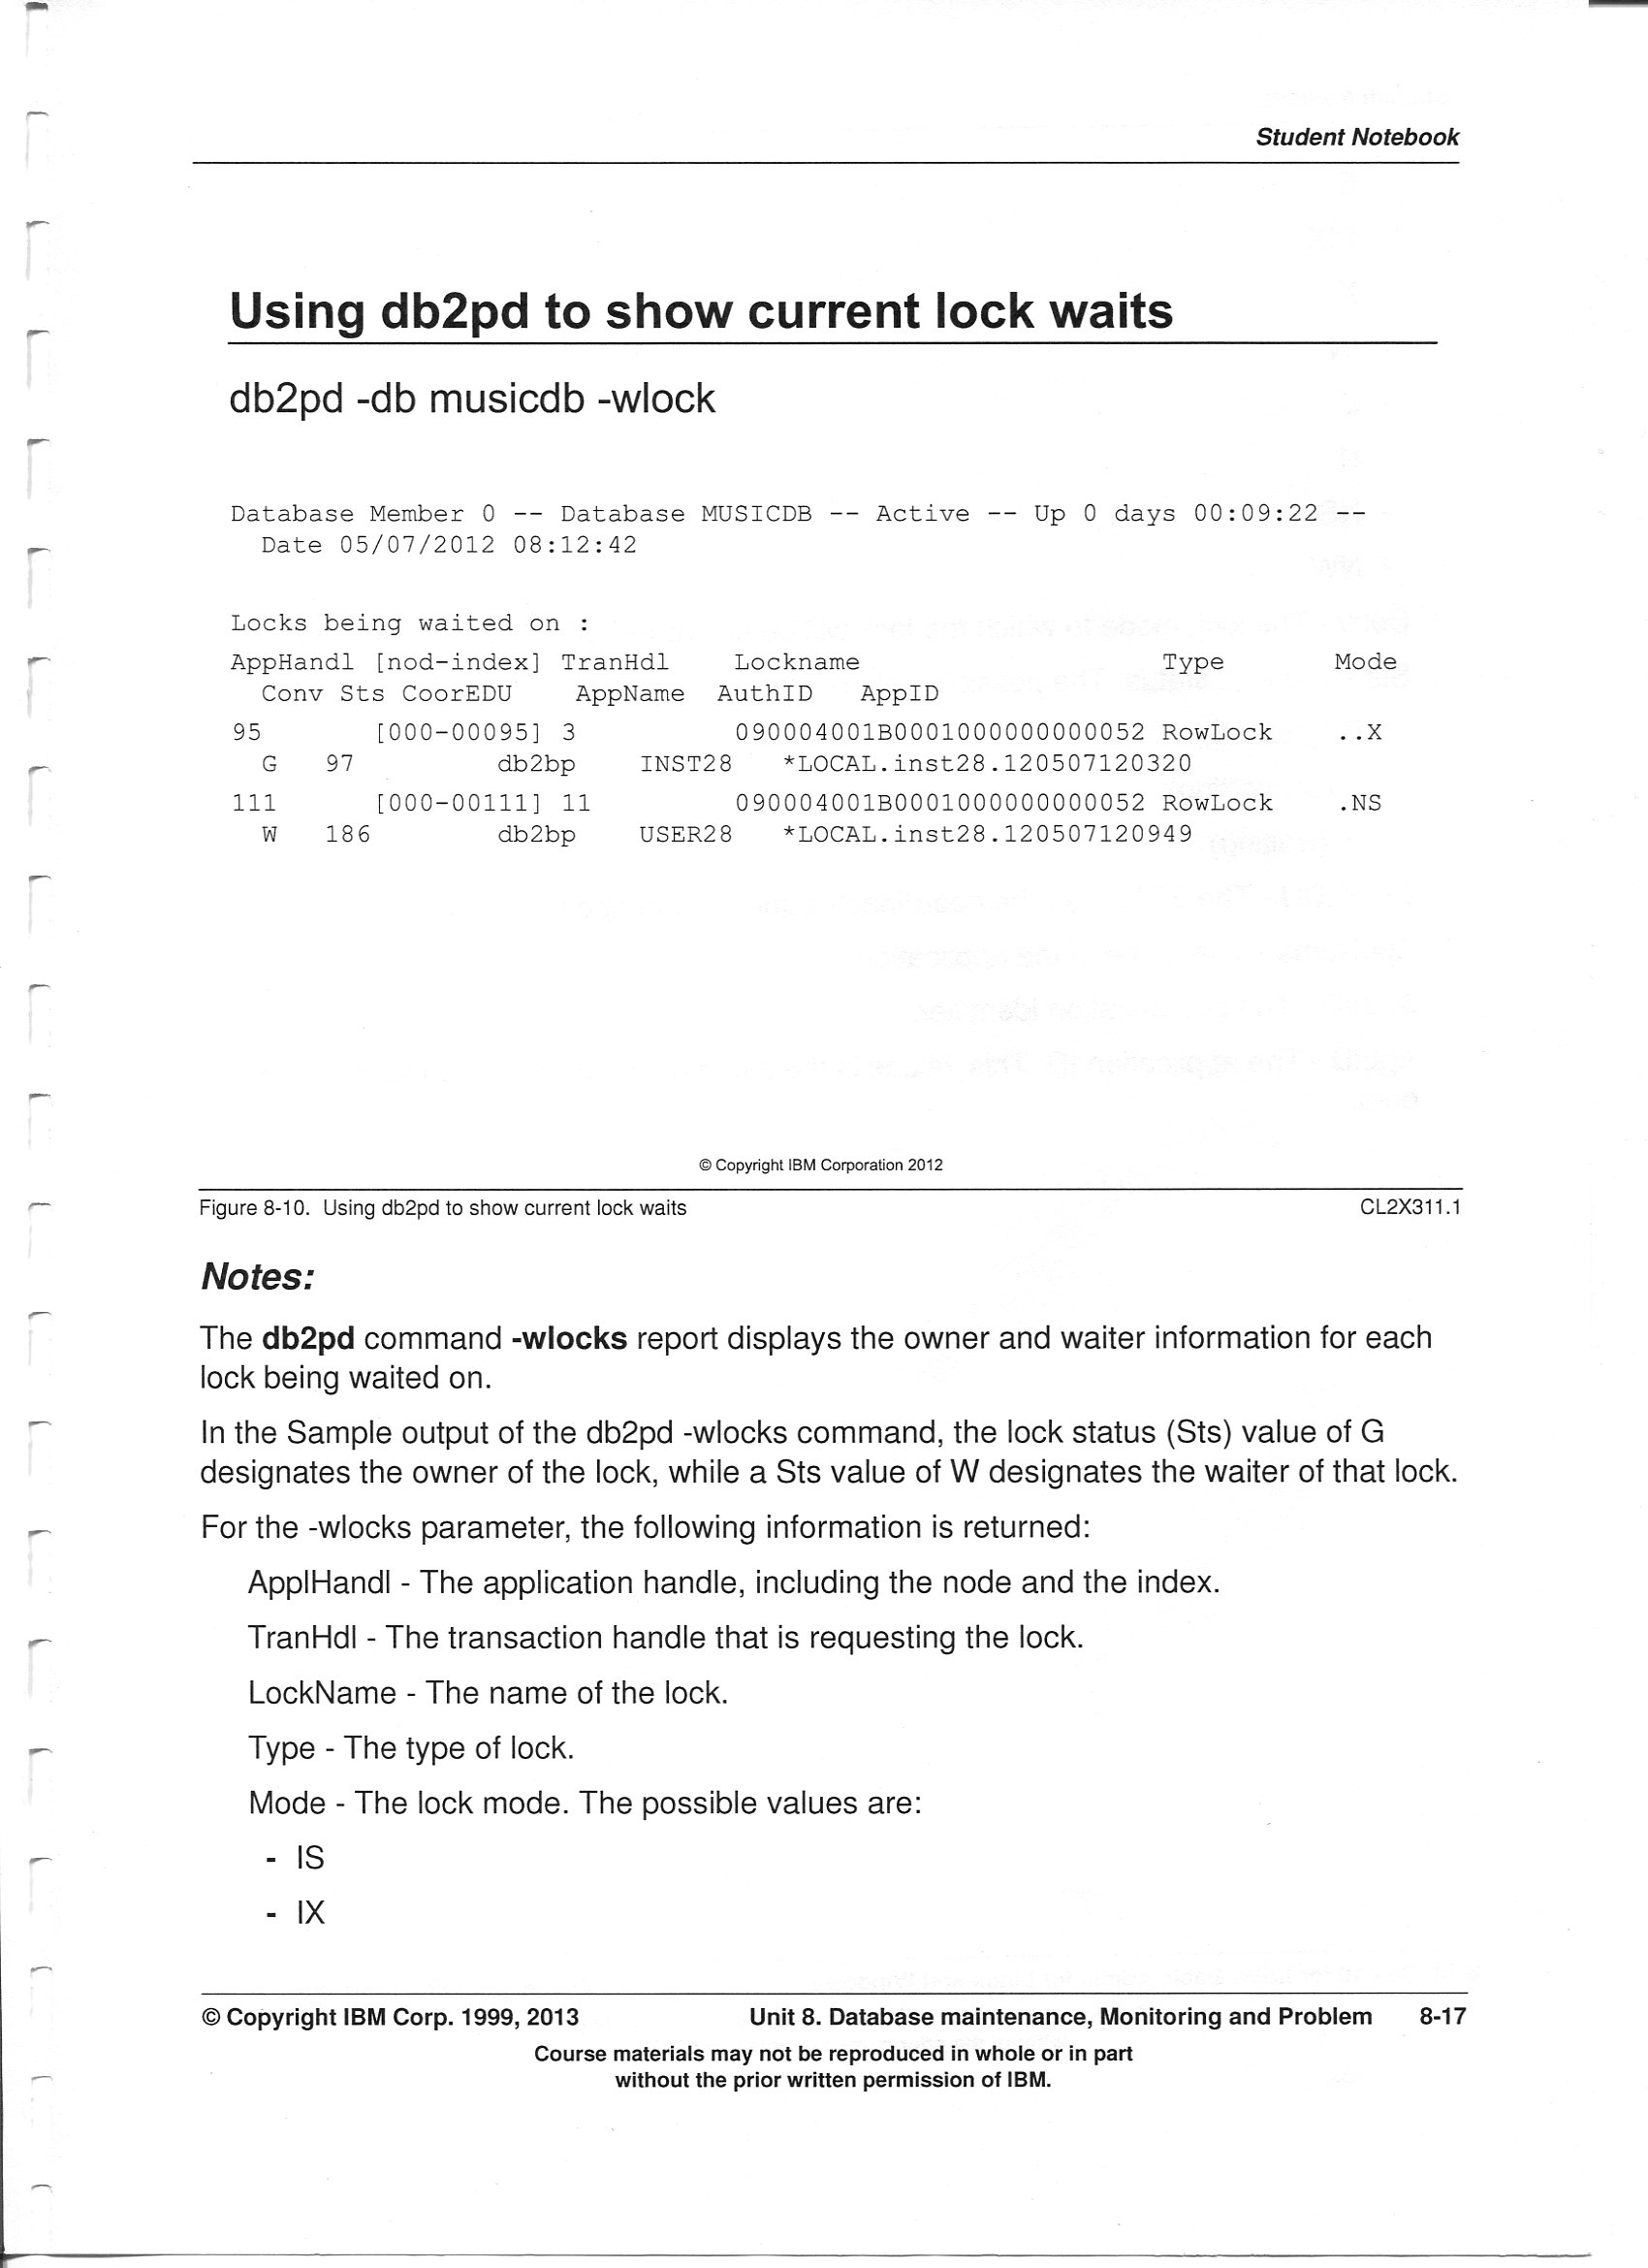 Student Notebook
Using db2pd to show current lock waits
db2pd -db musicdb -wlock
Database Member 0 -- Database MUSICDB -- Active -- Up 0 days 00:09:22 --
Date 05/07/2012 08:12:42
Locks being waited on :
AppHandl [nod-index] TranHdl Lockname Type Mode
Conv Sts CoorEDU AppName AuthID AppID
95 [000-00095] 3 090004001B0001000000000052 RowLock ..X
G 97 db2bp INST28 *LOCAL.inst28.120507120320
111 [000-00111] 11 090004001B0001000000000052 RowLock .NS
W 186 db2bp USER28 *LOCAL.inst28.120507120949
© Copyright IBM Corporation 2012
Figure 8-10. Using db2pd to show current lock waits CL2X311.1
Notes:
The db2pd command -wlocks report displays the owner and waiter information for each
lock being waited on.
In the Sample output of the db2pd -wlocks command, the lock status (Sts) value of G
designates the owner of the lock, while a Sts value of W designates the waiter of that lock.
For the -wlocks parameter, the following information is returned:
ApplHandl - The application handle, including the node and the index.
TranHdl - The transaction handle that is requesting the lock.
LockName - The name of the lock.
Type - The type of lock.
Mode - The lock mode. The possible values are:
- IS
- IX
© Copyright IBM Corp. 1999, 2013 Unit 8. Database maintenance, Monitoring and Problem 8-17
Course materials may not be reproduced in whole or in part
without the prior written permission of IBM.